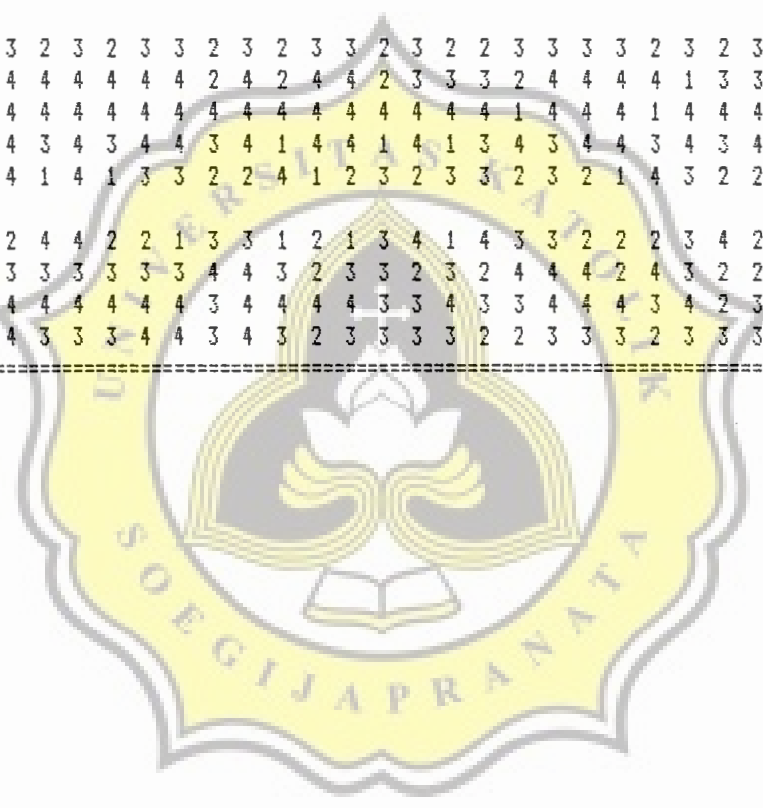 3 2 3 2 3 3 2 3 2 3 3 2 3 2 2 3 3 3 3 2 3 2 3
4 4 4 4 4 4 2 4 2 4 4 2 3 3 3 2 4 4 4 4 1 3 3
4 4 4 4 4 4 4 4 4 4 4 4 4 4 4 1 4 4 4 1 4 4 4
4 3 4 3 4 4 3 4 1 4 4 1 4 1 3 4 3 4 4 3 4 3 4
4 1 4 1 3 3 2 2 4 1 2 3 2 3 3 2 3 2 1 4 3 2 2
2 4 4 2 2 1 3 3 1 2 1 3 4 1 4 3 3 2 2 2 3 4 2
3 3 3 3 3 3 4 4 3 2 3 3 2 3 2 4 4 4 2 4 3 2 2
4 4 4 4 4 4 3 4 4 4 4 3 3 4 3 3 4 4 4 3 4 2 3
4 3 3 3 4 4 3 4 3 2 3 3 3 3 2 2 3 3 3 2 3 3 3
UNIVERSITAS KATOLIK
SOEGIJAPRANATA